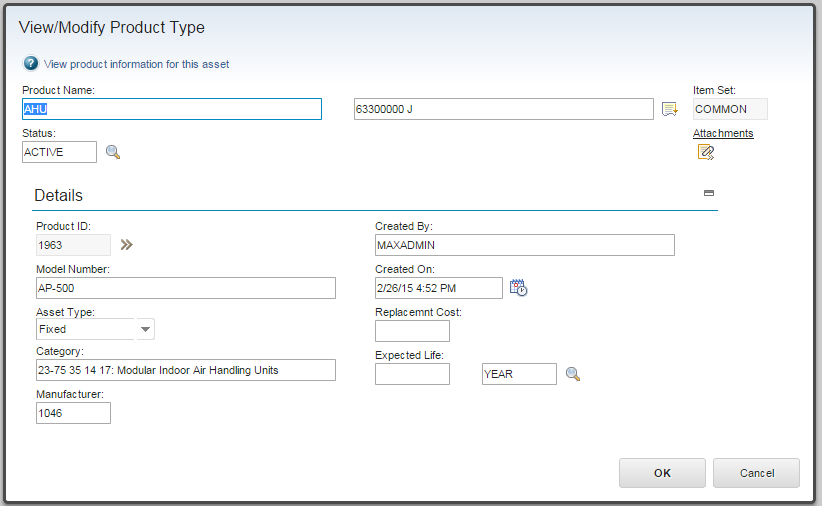 View/Modify Product Type
? View product information for this asset
Product Name:
Item Set:
AHU
63300000 J
COMMON
Status:
Attachments
ACTIVE
Details
Product ID:
Created By:
1963
MAXADMIN
Model Number:
Created On:
AP-500
2/26/15 4:52 PM
Asset Type:
Replacemnt Cost:
Fixed
Category:
Expected Life:
23-75 35 14 17: Modular Indoor Air Handling Units
YEAR
Manufacturer:
1046
OK
Cancel